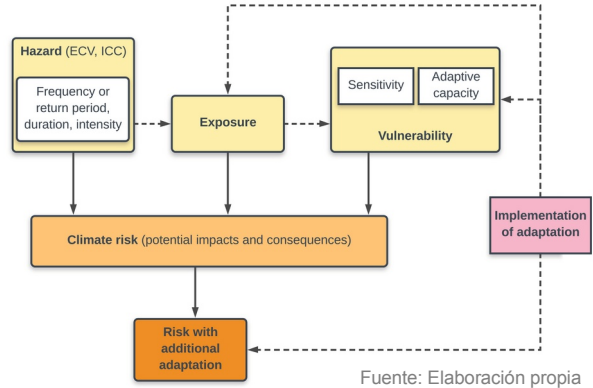 Hazard (ECV, ICC)
Frequency or
return period,
duration, intensity
Exposure
Sensitivity
Adaptive
capacity
Vulnerability
Implementation
of adaptation
Climate risk (potential impacts and consequences)
Risk with
additional
adaptation
Fuente: Elaboración propia